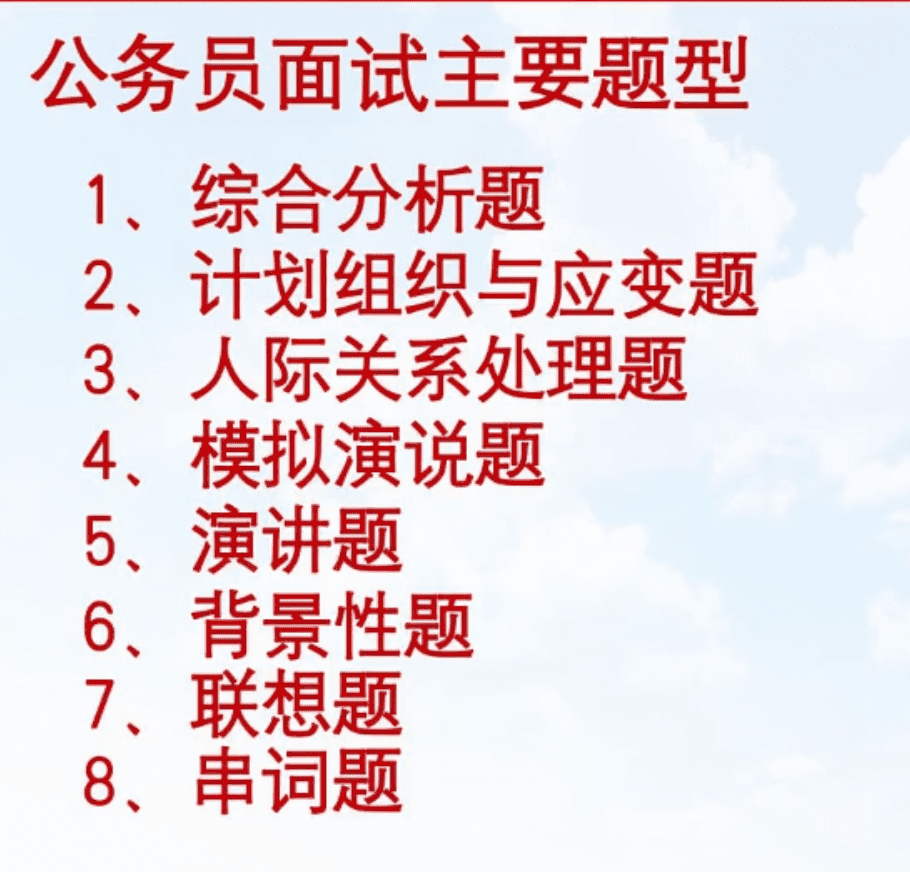 公务员面试主要题型
1、综合分析题
2、计划组织与应变题
3、人际关系处理题
4、模拟演说题
5、演讲题
6、背景性题
7、联想题
8、串词题